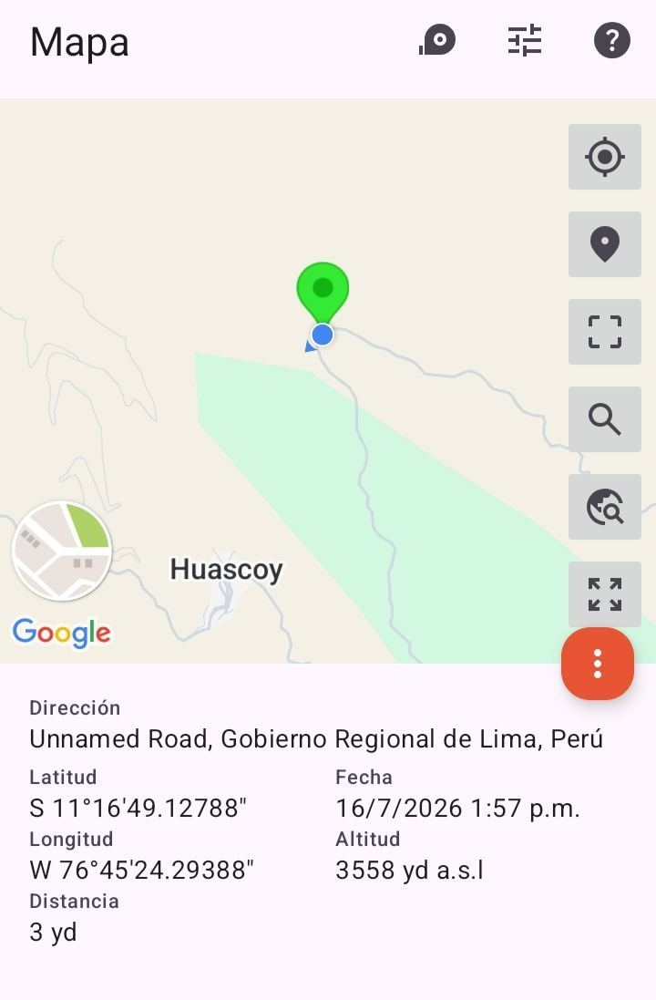 Mapa
Huascoy
Google
Dirección
Unnamed Road, Gobierno Regional de Lima, Perú
Latitud
S 11°16'49.12788"
Fecha
16/7/2026 1:57 p.m.
Longitud
W 76°45'24.29388"
Altitud
3558 yd a.s.l
Distancia
3 yd